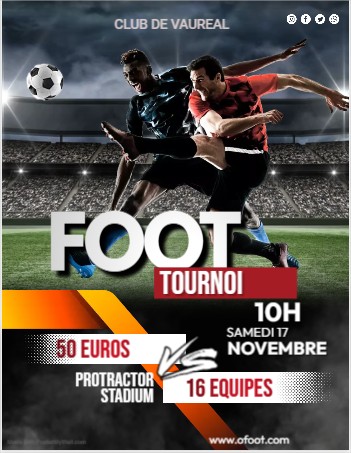 CLUB DE VAUREAL
FOOT
TOURNOI
10H
SAMEDI 17
NOVEMBRE
50 EUROS
VS
PROTRACTOR
STADIUM
16 EQUIPES
www.ofoot.com